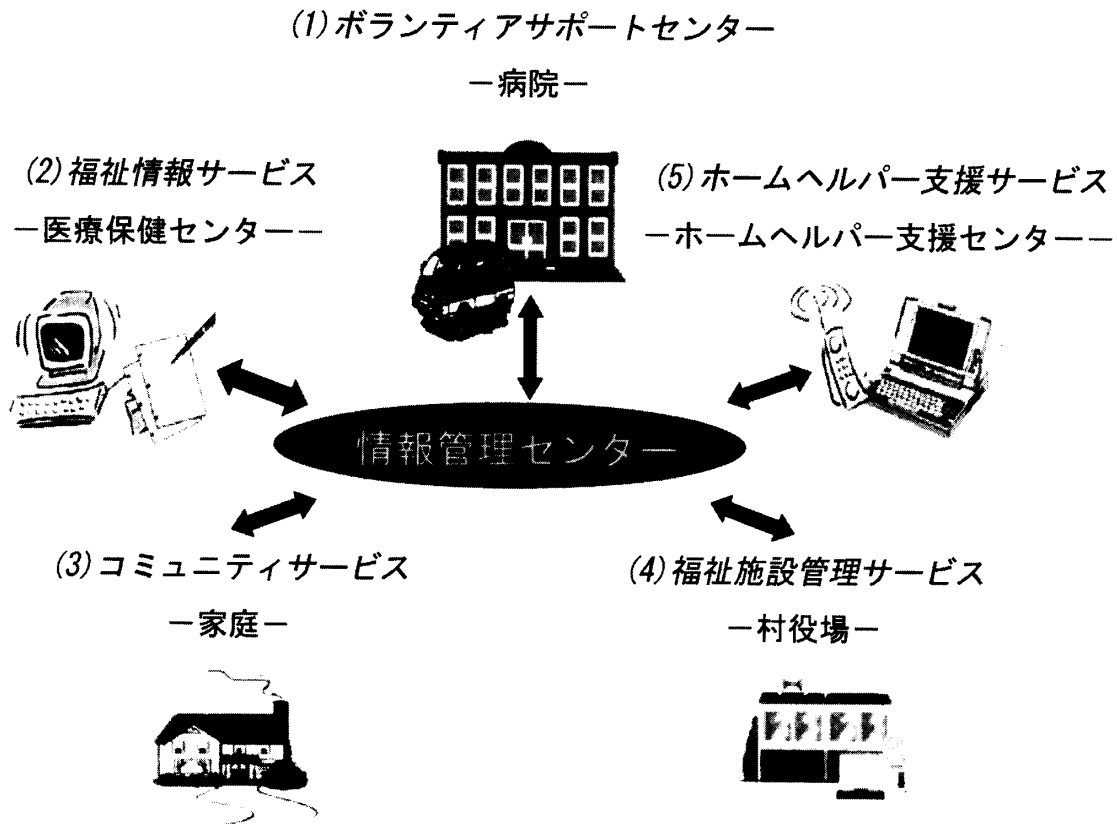 (1)ボランティアサポートセンター
－病院－
(2)福祉情報サービス
－医療保健センター－
(5)ホームヘルパー支援サービス
－ホームヘルパー支援センター－
情報管理センター
(3)コミュニティサービス
－家庭－
(4)福祉施設管理サービス
－村役場－